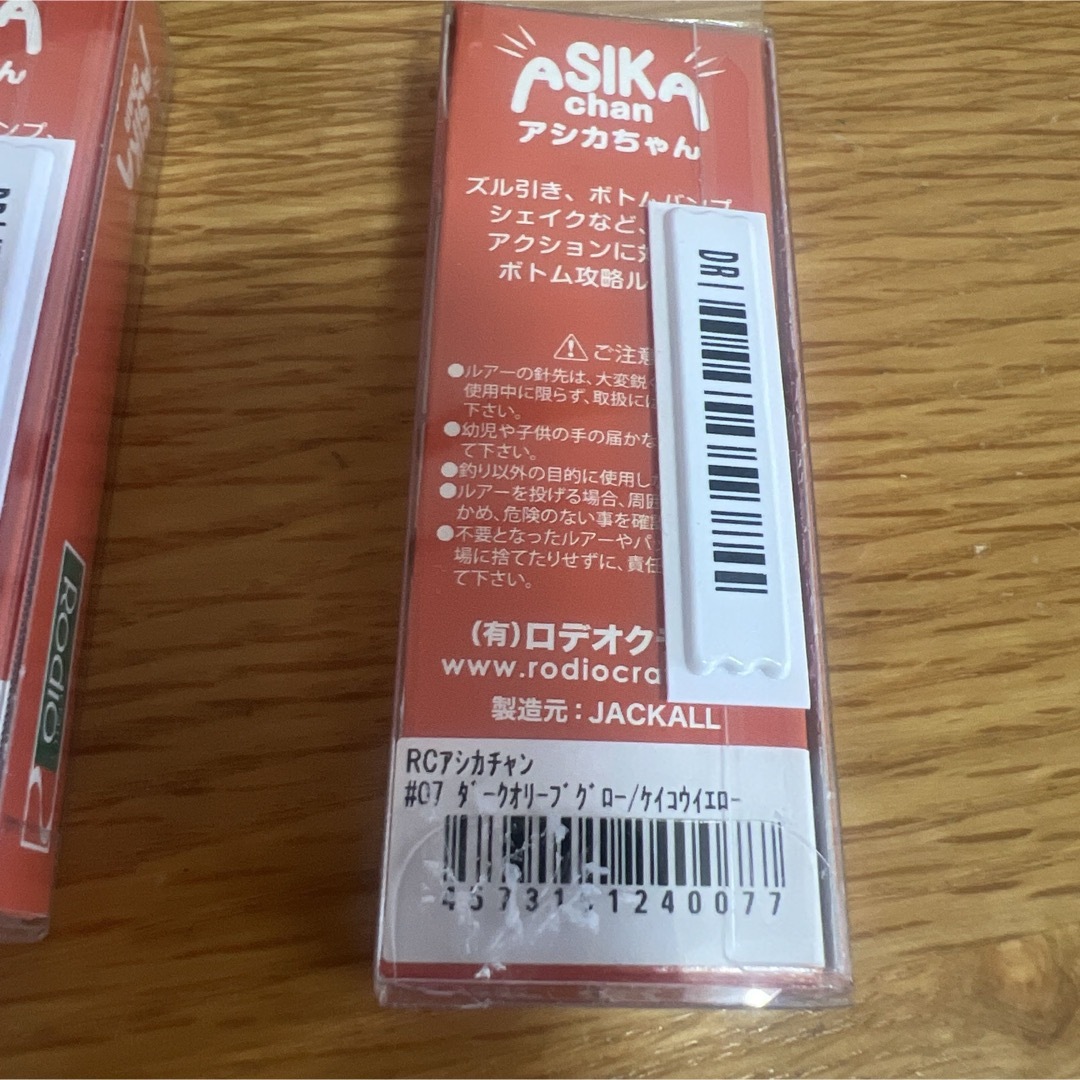 ASIKA
chan
アシカちゃん
ズル引き、ボトムバンプ
シェイクなど、
アクションに
ボトム攻略ル
ご注意
●ルアーの針先は、大変鋭く
使用中に限らず、取扱には
下さい。
●幼児や子供の手の届かな
て下さい。
●釣り以外の目的に使用し
●ルアーを投げる場合、周囲
かめ、危険のない事を確認
●不要となったルアーやパッ
場に捨てたりせずに、責任
て下さい。
(有)ロデオク
www.rodiocra
製造元：JACKALL
RCアシカチャン
#07 ダークオリーブグロー/ケイコウイエロー
DRI
Rodio